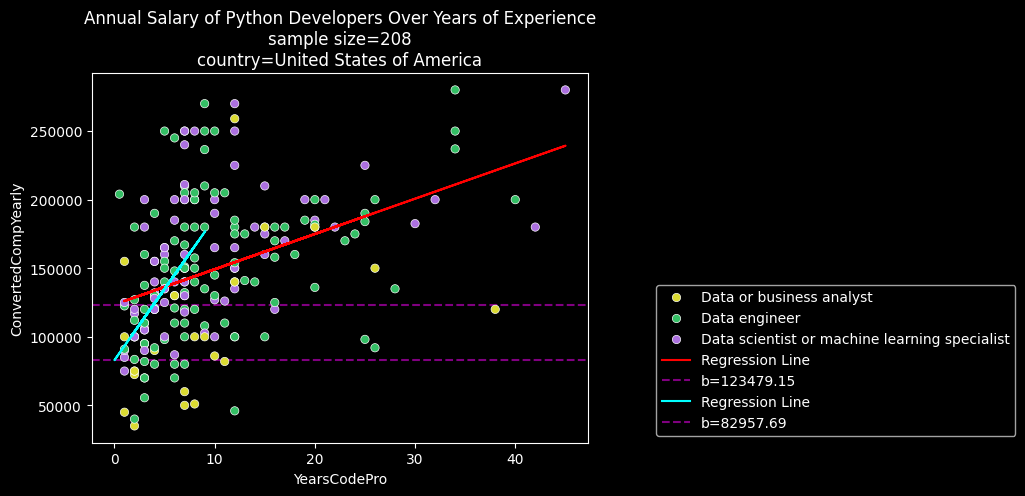 Annual Salary of Python Developers Over Years of Experience
sample size=208
country=United States of America
ConvertedCompYearly
250000
200000
150000
100000
50000
0
10
20
30
40
YearsCodePro
Data or business analyst
Data engineer
Data scientist or machine learning specialist
Regression Line
b=123479.15
Regression Line
b=82957.69